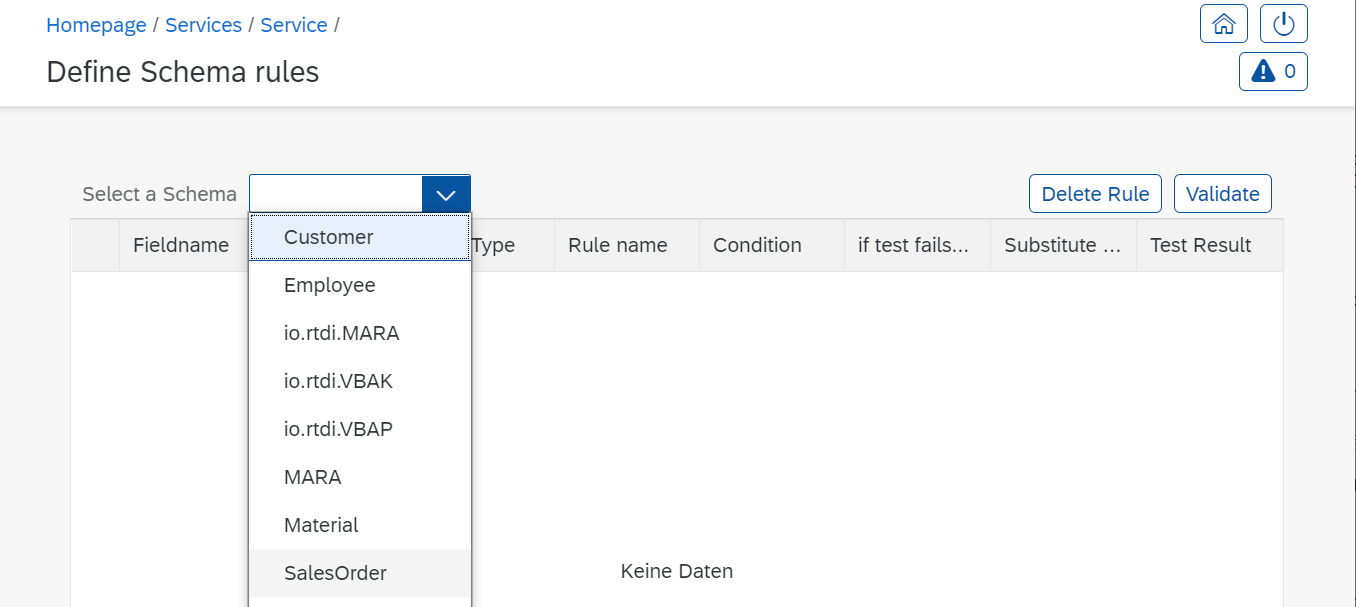 Homepage / Services / Service /
Define Schema rules
0
Select a Schema
Delete Rule
Validate
Fieldname
Type
Rule name
Condition
if test fails...
Substitute ...
Test Result
Customer
Employee
io.rtdi.MARA
io.rtdi.VBAK
io.rtdi.VBAP
MARA
Material
SalesOrder
Keine Daten